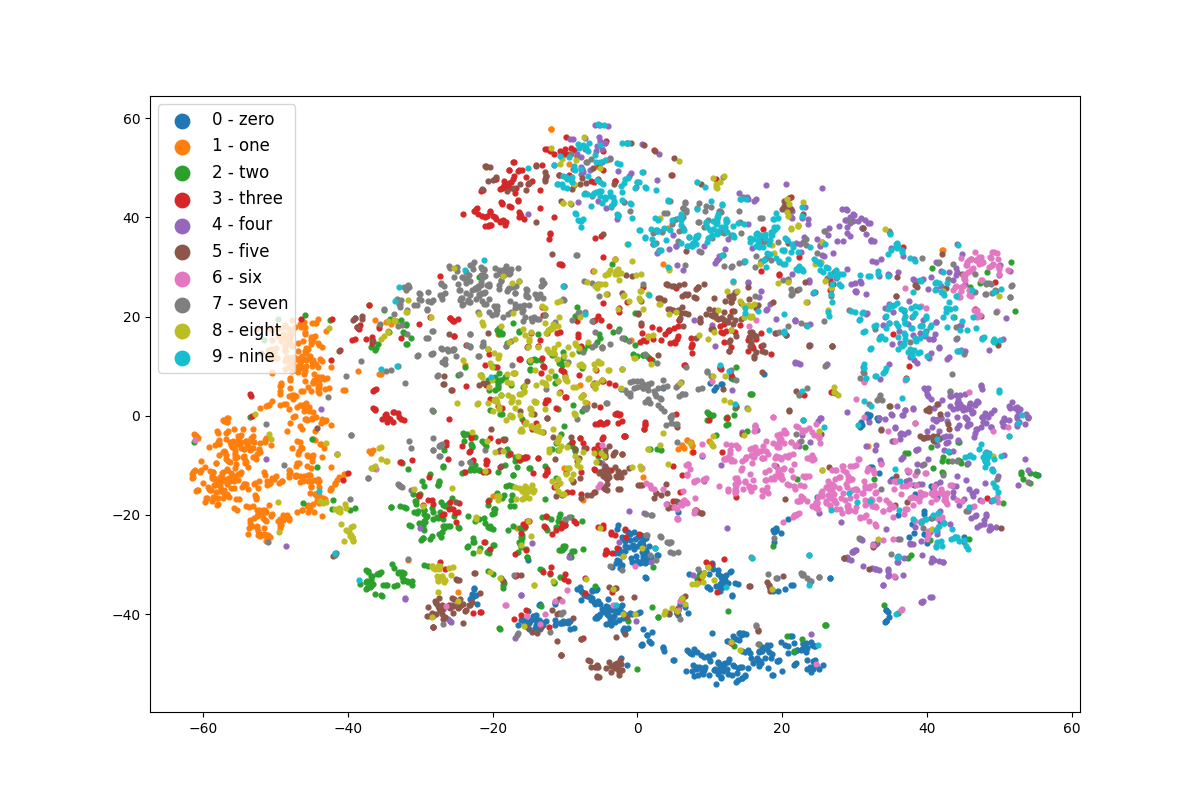 0 - zero
1 - one
2 - two
3 - three
4 - four
5 - five
6 - six
7 - seven
8 - eight
9 - nine
60
40
20
0
−20
−40
−60
−40
−20
0
20
40
60